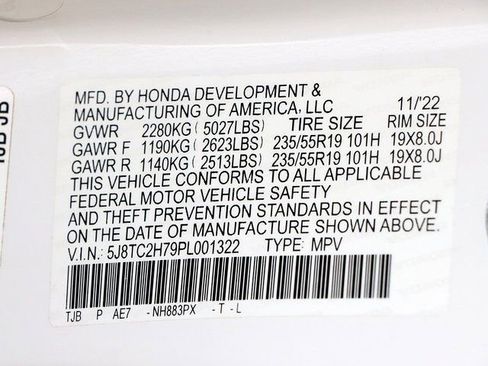 MFD. BY HONDA DEVELOPMENT &
MANUFACTURING OF AMERICA, LLC 11/'22
GVWR 2280KG ( 5027LBS) TIRE SIZE RIM SIZE
GAWR F 1190KG ( 2623LBS) 235/55R19 101H 19X8.0J
GAWR R 1140KG ( 2513LBS) 235/55R19 101H 19X8.0J
THIS VEHICLE CONFORMS TO ALL APPLICABLE
FEDERAL MOTOR VEHICLE SAFETY
AND THEFT PREVENTION STANDARDS IN EFFECT
ON THE DATE OF MANUFACTURE SHOWN ABOVE.
V.I.N.: 5J8TC2H79PL001322 TYPE: MPV
TJB P AE7 -NH883PX -T-L